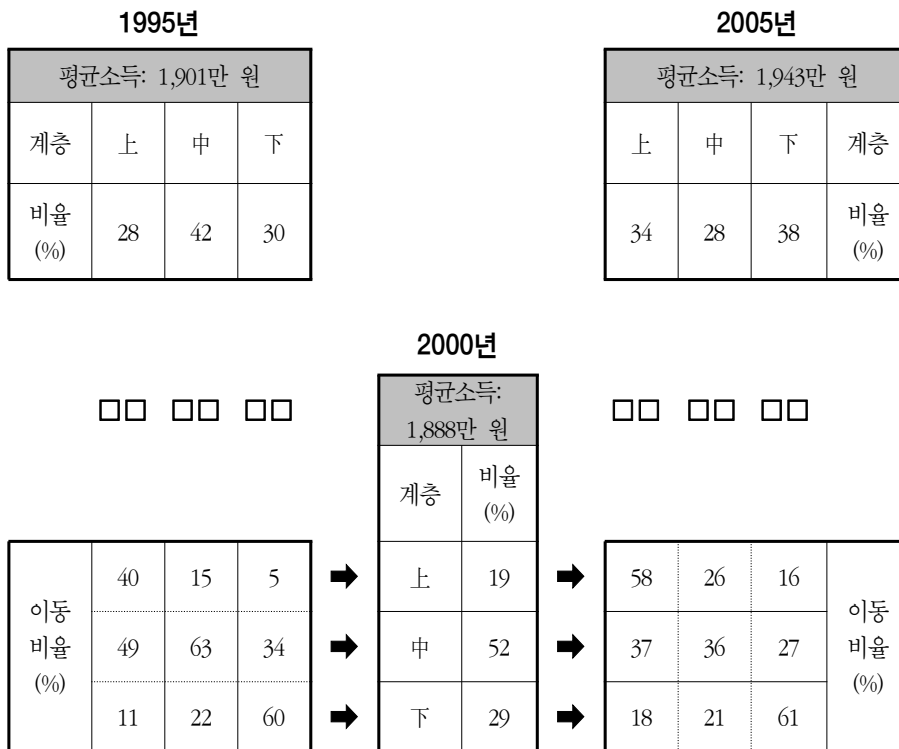 1995년
2005년
평균소득: 1,901만 원
평균소득: 1,943만 원
계층 上 中 下
上 中 下 계층
비율
(%) 28 42 30
34 28 38 비율
(%)
2000년
□□ □□ □□
평균소득:
1,888만 원
□□ □□ □□
계층 비율
(%)
이동
비율
(%)
40 15 5 ➡ 上 19 ➡ 58 26 16
49 63 34 ➡ 中 52 ➡ 37 36 27
11 22 60 ➡ 下 29 ➡ 18 21 61
이동
비율
(%)